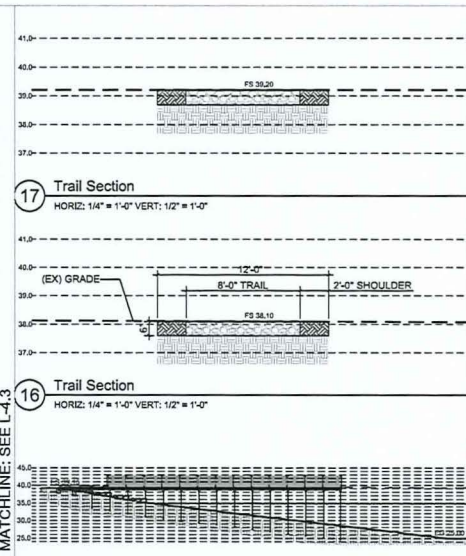 41.0
40.0
FS 39.20
39.0
38.0
37.0
17 Trail Section
HORIZ: 1/4" = 1'-0" VERT: 1/2" = 1'-0"
41.0
40.0
12'-0"
(EX) GRADE
8'-0" TRAIL
2'-0" SHOULDER
39.0
FS 38.10
38.0
6"
37.0
16 Trail Section
HORIZ: 1/4" = 1'-0" VERT: 1/2" = 1'-0"
MATCHLINE: SEE L-4.3
45.0
40.0
35.0
30.0
25.0